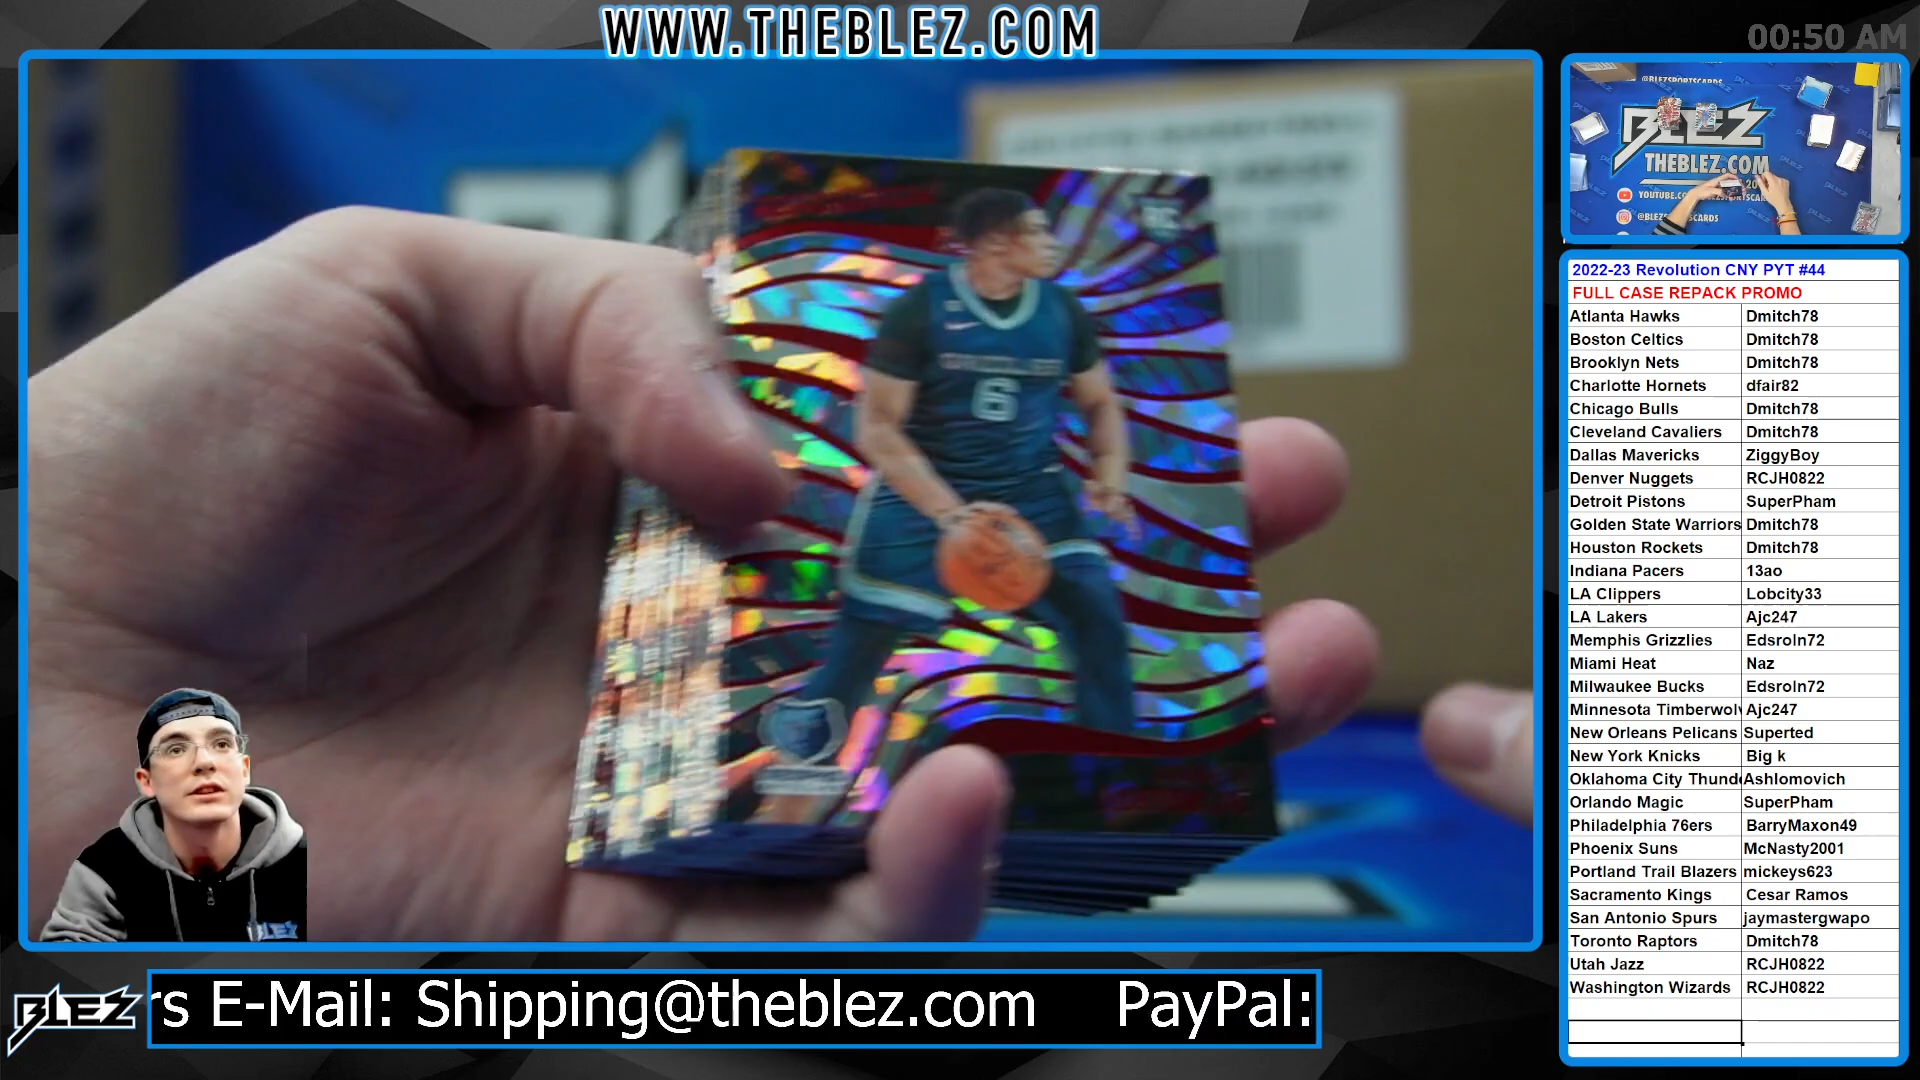 WWW.THEBLEZ.COM
00:50 AM
@BLEZSPORTSCARDS
BLEZ
THEBLEZ.COM
RC
6
2022-23 Revolution CNY PYT #44
FULL CASE REPACK PROMO
Atlanta Hawks Dmitch78
Boston Celtics Dmitch78
Brooklyn Nets Dmitch78
Charlotte Hornets dfair82
Chicago Bulls Dmitch78
Cleveland Cavaliers Dmitch78
Dallas Mavericks ZiggyBoy
Denver Nuggets RCJH0822
Detroit Pistons SuperPham
Golden State Warriors Dmitch78
Houston Rockets Dmitch78
Indiana Pacers 13ao
LA Clippers Lobcity33
LA Lakers Ajc247
Memphis Grizzlies Edsroln72
Miami Heat Naz
Milwaukee Bucks Edsroln72
Minnesota Timberwolv Ajc247
New Orleans Pelicans Superted
New York Knicks Big k
Oklahoma City Thunde Ashlomovich
Orlando Magic SuperPham
Philadelphia 76ers BarryMaxon49
Phoenix Suns McNasty2001
Portland Trail Blazers mickeys623
Sacramento Kings Cesar Ramos
San Antonio Spurs jaymastergwapo
Toronto Raptors Dmitch78
Utah Jazz RCJH0822
Washington Wizards RCJH0822
BLEZ
BLEZ
rs E-Mail: Shipping@theblez.com PayPal: